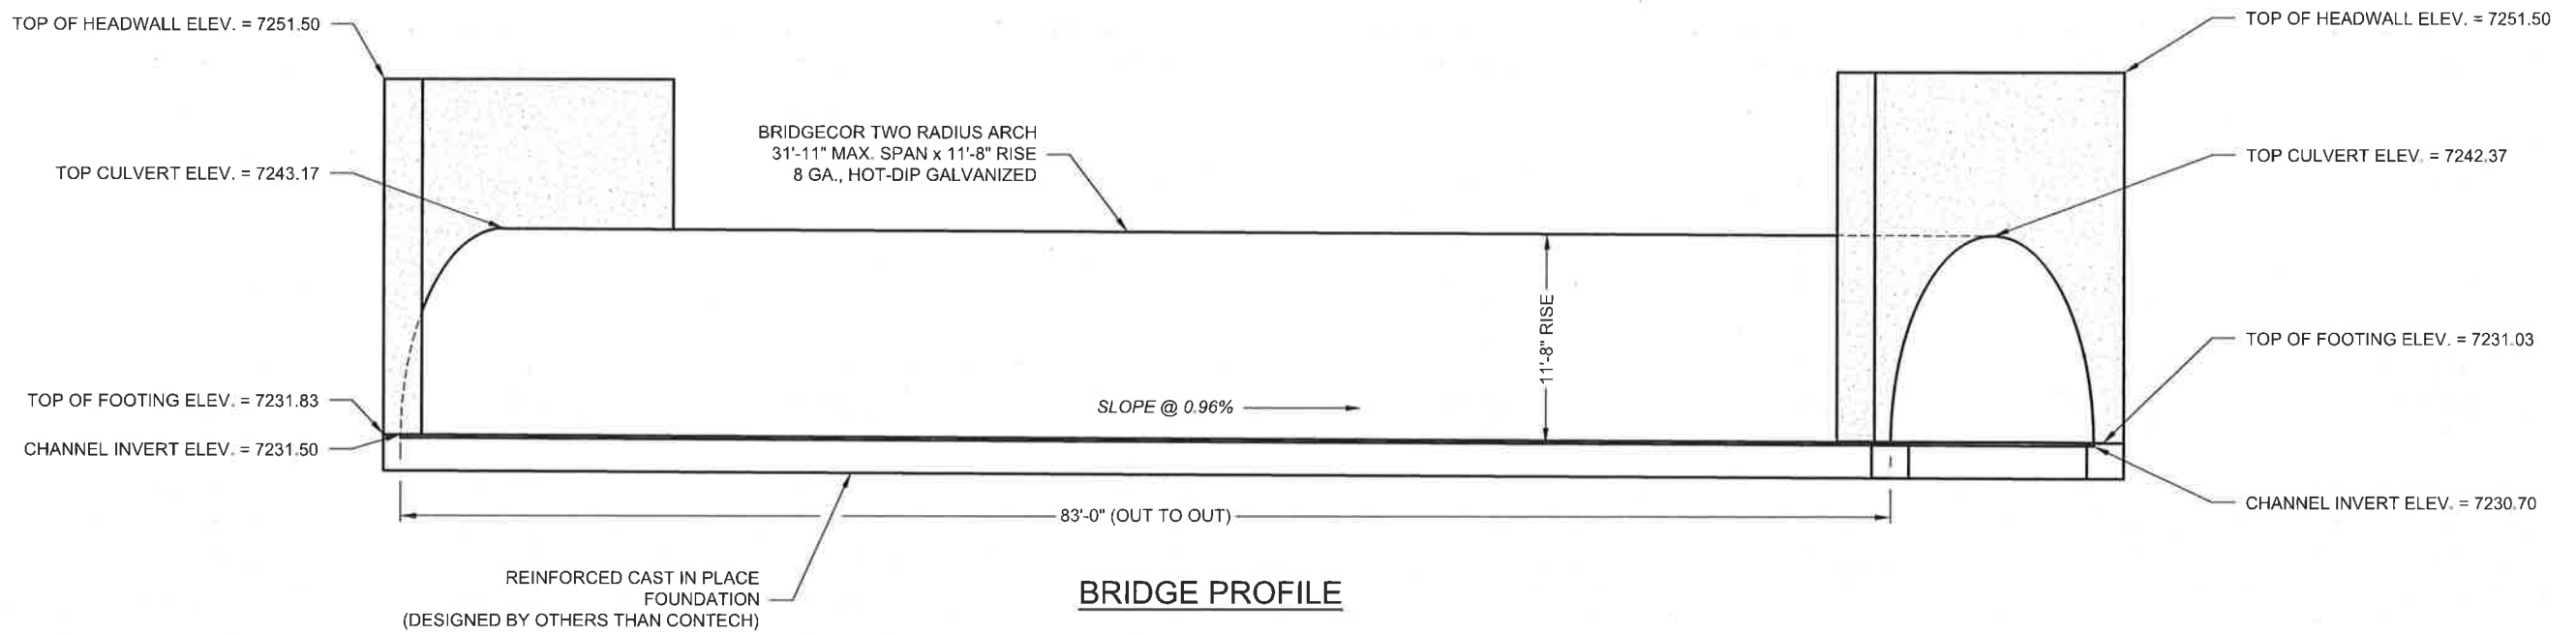 TOP OF HEADWALL ELEV. = 7251.50
TOP OF HEADWALL ELEV. = 7251.50
BRIDGECOR TWO RADIUS ARCH
31'-11" MAX. SPAN x 11'-8" RISE
8 GA., HOT-DIP GALVANIZED
TOP CULVERT ELEV. = 7243.17
TOP CULVERT ELEV. = 7242.37
11'-8" RISE
TOP OF FOOTING ELEV. = 7231.03
TOP OF FOOTING ELEV. = 7231.83
SLOPE @ 0.96%
CHANNEL INVERT ELEV. = 7231.50
CHANNEL INVERT ELEV. = 7230.70
83'-0" (OUT TO OUT)
REINFORCED CAST IN PLACE
FOUNDATION
(DESIGNED BY OTHERS THAN CONTECH)
BRIDGE PROFILE